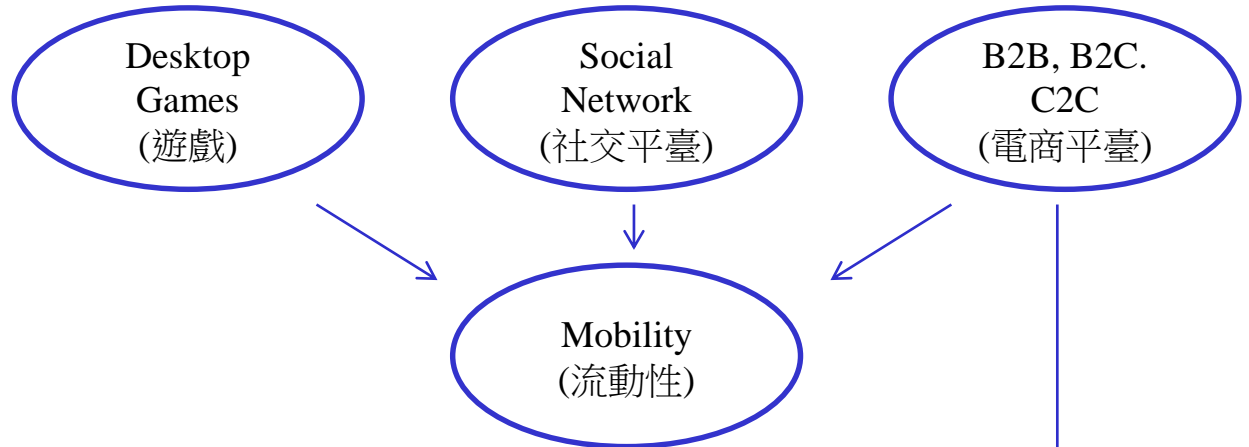 Desktop
Games
(遊戲)
Social
Network
(社交平臺)
B2B, B2C.
C2C
(電商平臺)
Mobility
(流動性)